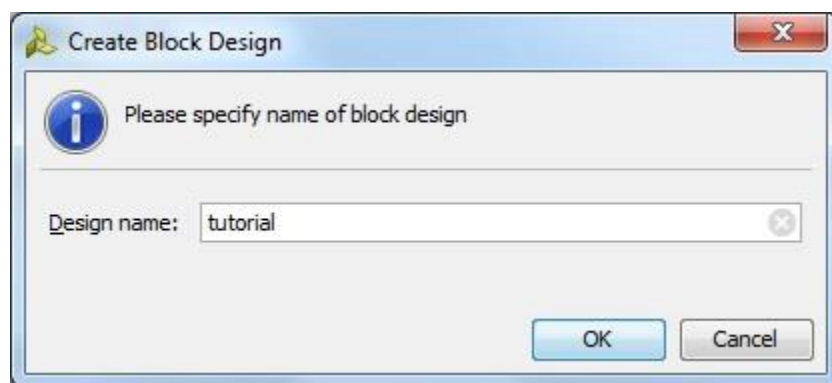 Create Block Design
Please specify name of block design
Design name: tutorial
OK Cancel